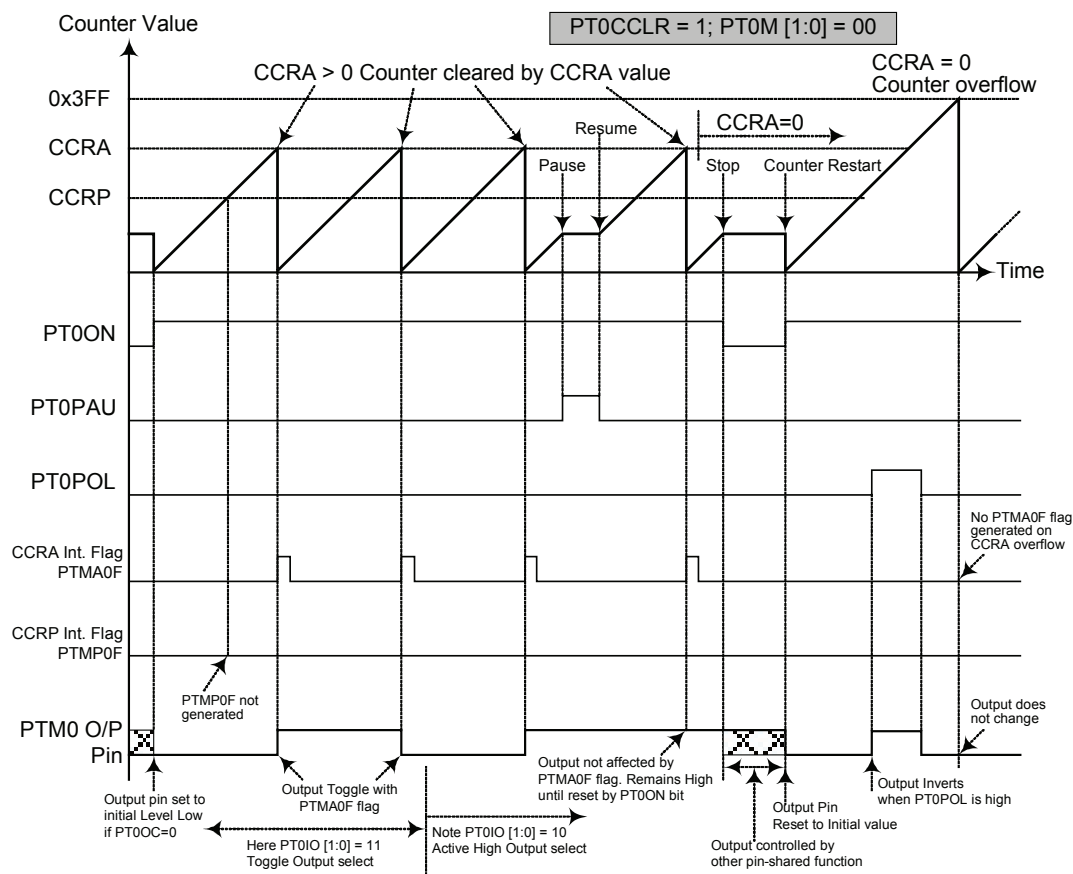 Counter Value
PT0CCLR = 1; PT0M [1:0] = 00
CCRA > 0 Counter cleared by CCRA value
CCRA = 0
Counter overflow
0x3FF
Resume
CCRA=0
CCRA
Pause
Stop
Counter Restart
CCRP
Time
PT0ON
PT0PAU
PT0POL
No PTMA0F flag
generated on
CCRA overflow
CCRA Int. Flag
PTMA0F
CCRP Int. Flag
PTMP0F
PTMP0F not
generated
Output does
not change
PTM0 O/P
Pin
Output pin set to
initial Level Low
if PT0OC=0
Output Toggle with
PTMA0F flag
Output not affected by
PTMA0F flag. Remains High
until reset by PT0ON bit
Output Inverts
when PT0POL is high
Output Pin
Reset to Initial value
Here PT0IO [1:0] = 11
Toggle Output select
Note PT0IO [1:0] = 10
Active High Output select
Output controlled by
other pin-shared function